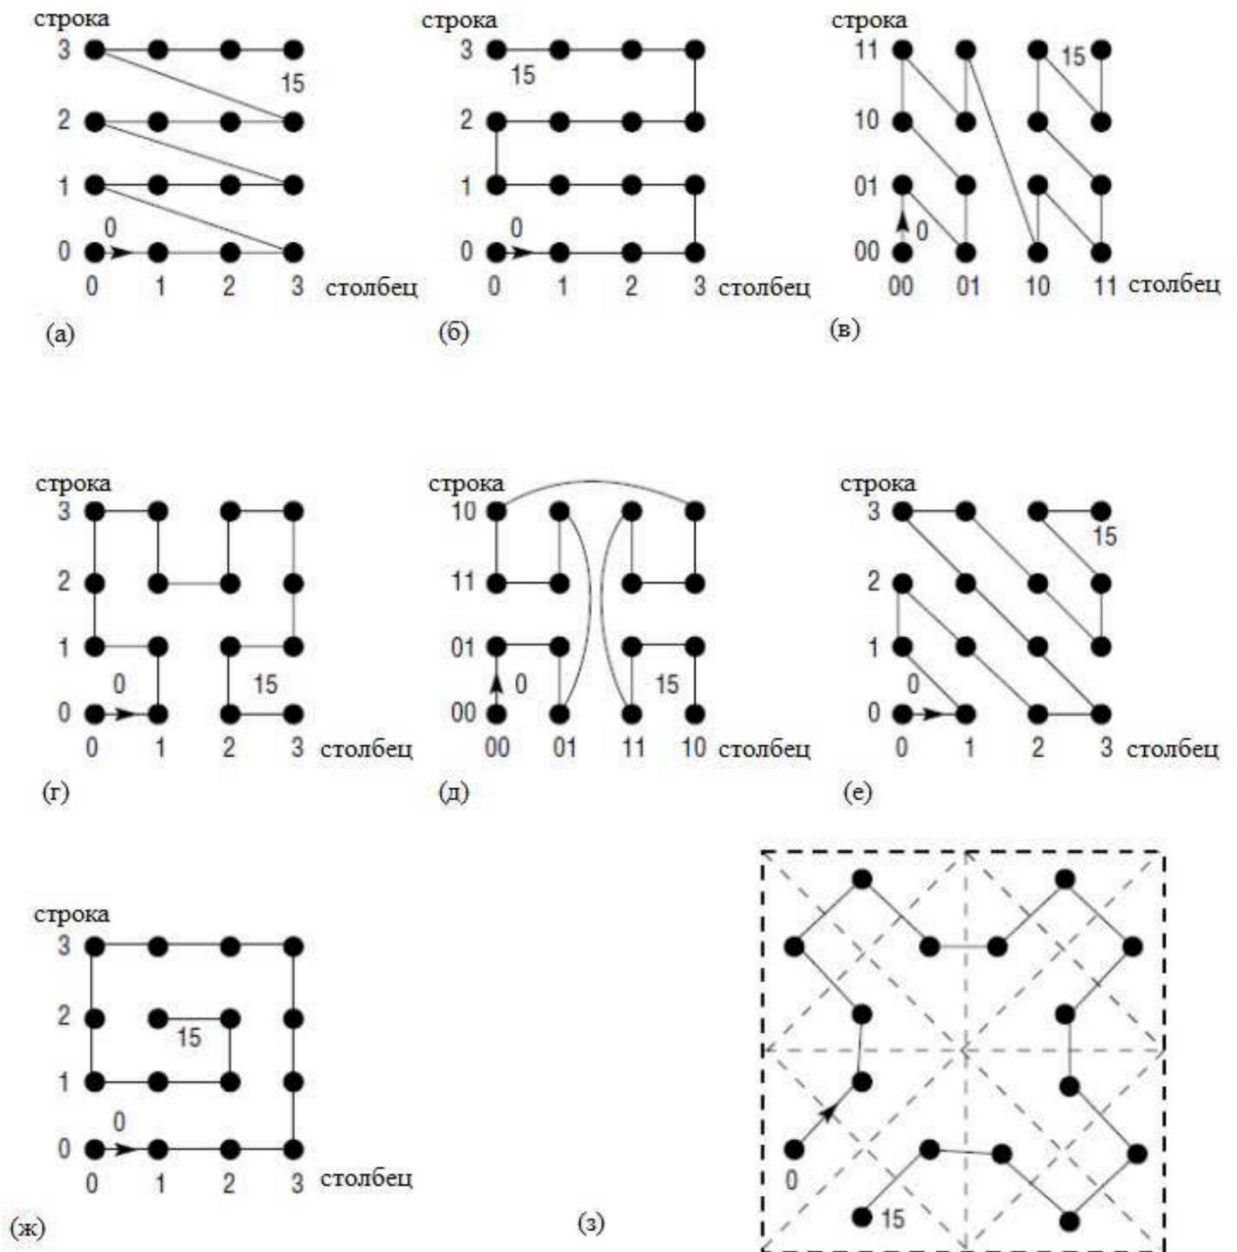 строка
3
15
2
1
0
0
0 1 2 3 столбец
(а)
строка
3
15
2
1
0
0
0 1 2 3 столбец
(б)
строка
11
15
10
01
0
00
00 01 10 11 столбец
(в)
строка
3
2
1
0 15
0
0 1 2 3 столбец
(г)
строка
10
11
01
0 15
00
00 01 11 10 столбец
(д)
строка
3
15
2
1
0
0
0 1 2 3 столбец
(е)
строка
3
2
15
1
0
0
0 1 2 3 столбец
(ж)
0
15
(з)